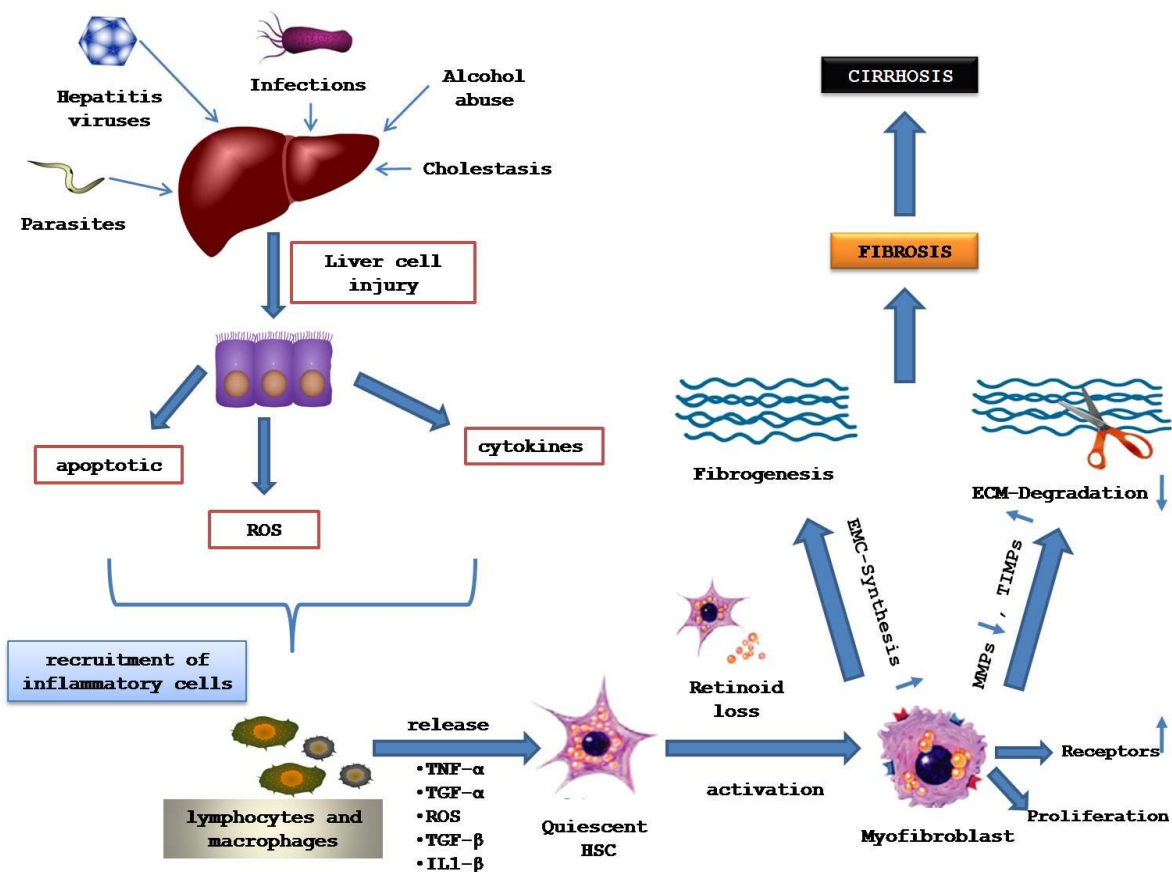 Hepatitis
viruses
Infections
Alcohol
abuse
Cholestasis
Parasites
Liver cell
injury
apoptotic
cytokines
ROS
recruitment of
inflammatory cells
lymphocytes and
macrophages
release
•TNF-α
•TGF-α
•ROS
•TGF-β
•IL1-β
Quiescent
HSC
Retinoid
loss
activation
Myofibroblast
Receptors
Proliferation
EMC-Synthesis
MMPs , TIMPs
Fibrogenesis
ECM-Degradation
FIBROSIS
CIRRHOSIS